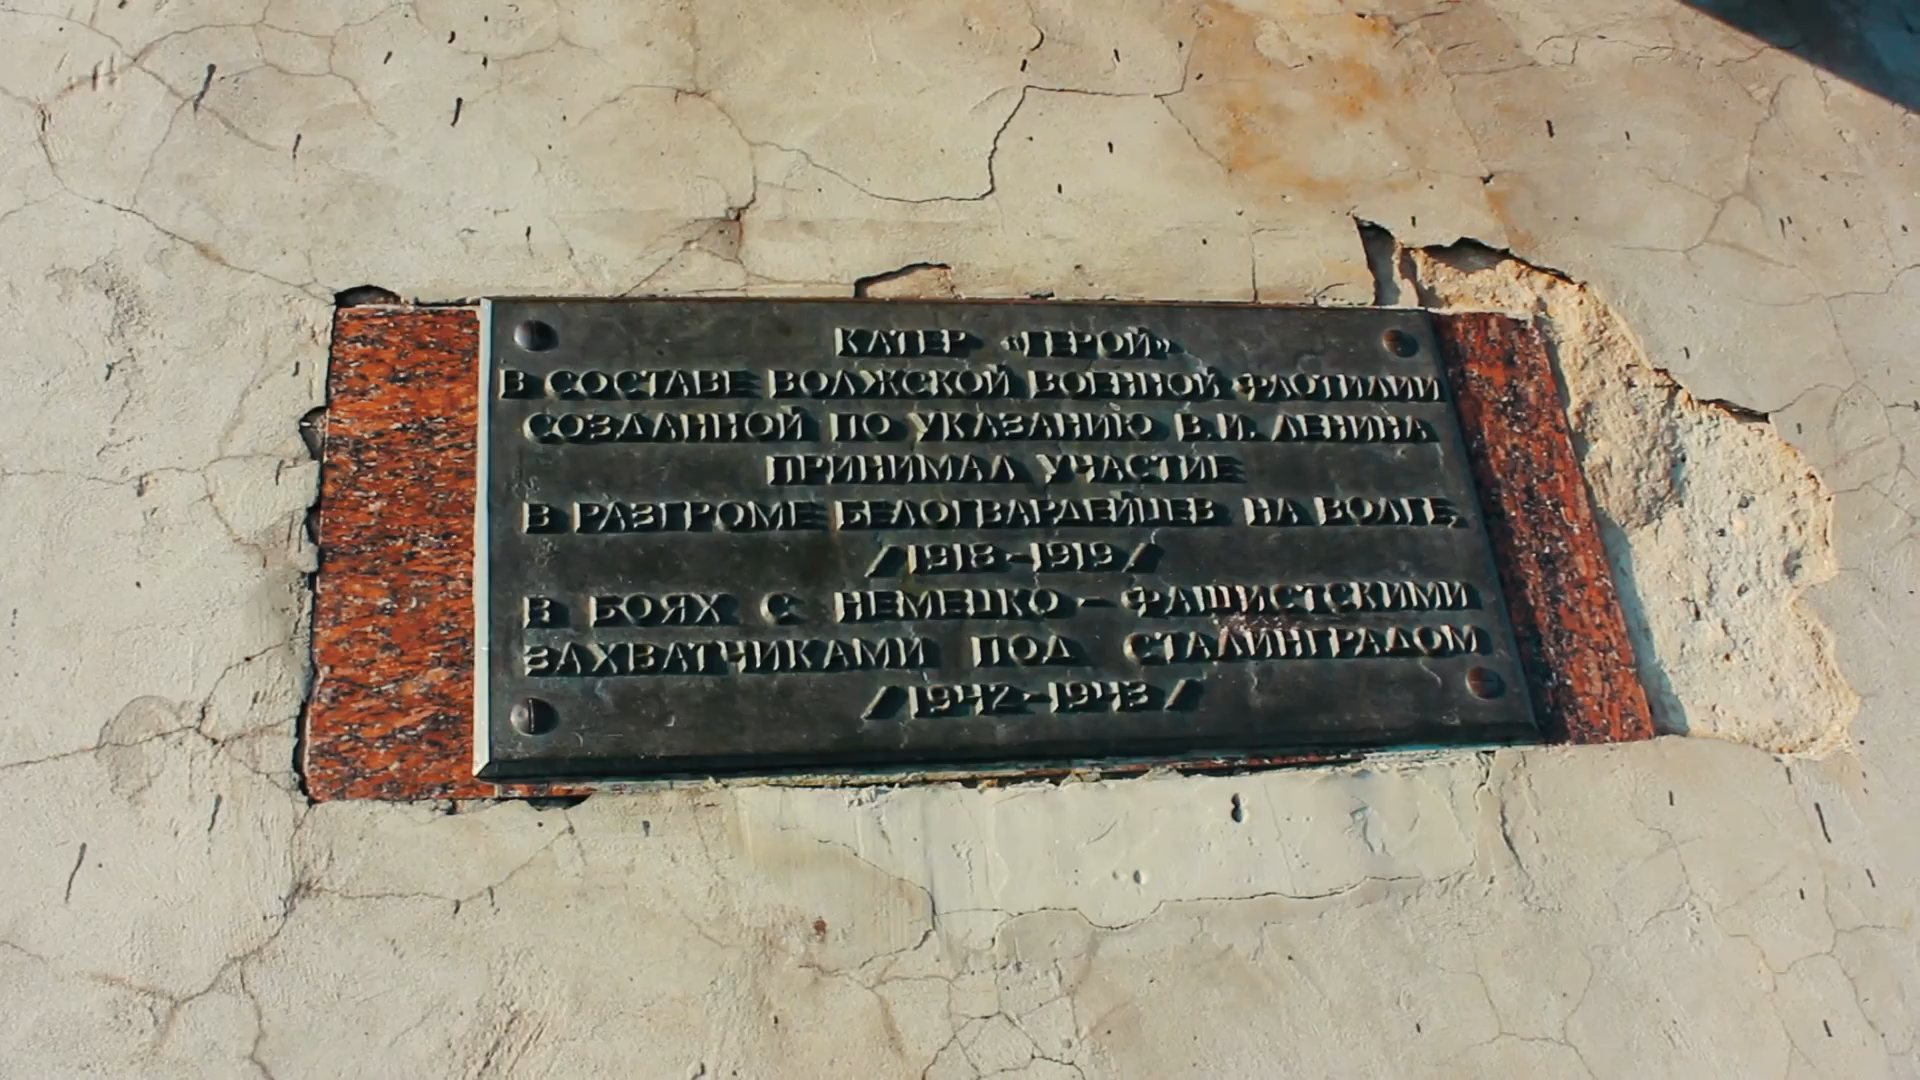 КАТЕР «ГЕРОЙ»
В СОСТАВЕ ВОЛЖСКОЙ ВОЕННОЙ ФЛОТИЛИИ
СОЗДАННОЙ ПО УКАЗАНИЮ В.И. ЛЕНИНА
ПРИНИМАЛ УЧАСТИЕ
В РАЗГРОМЕ БЕЛОГВАРДЕЙЦЕВ НА ВОЛГЕ,
/1918-1919/
В БОЯХ С НЕМЕЦКО-ФАШИСТСКИМИ
ЗАХВАТЧИКАМИ ПОД СТАЛИНГРАДОМ
/1942-1943/